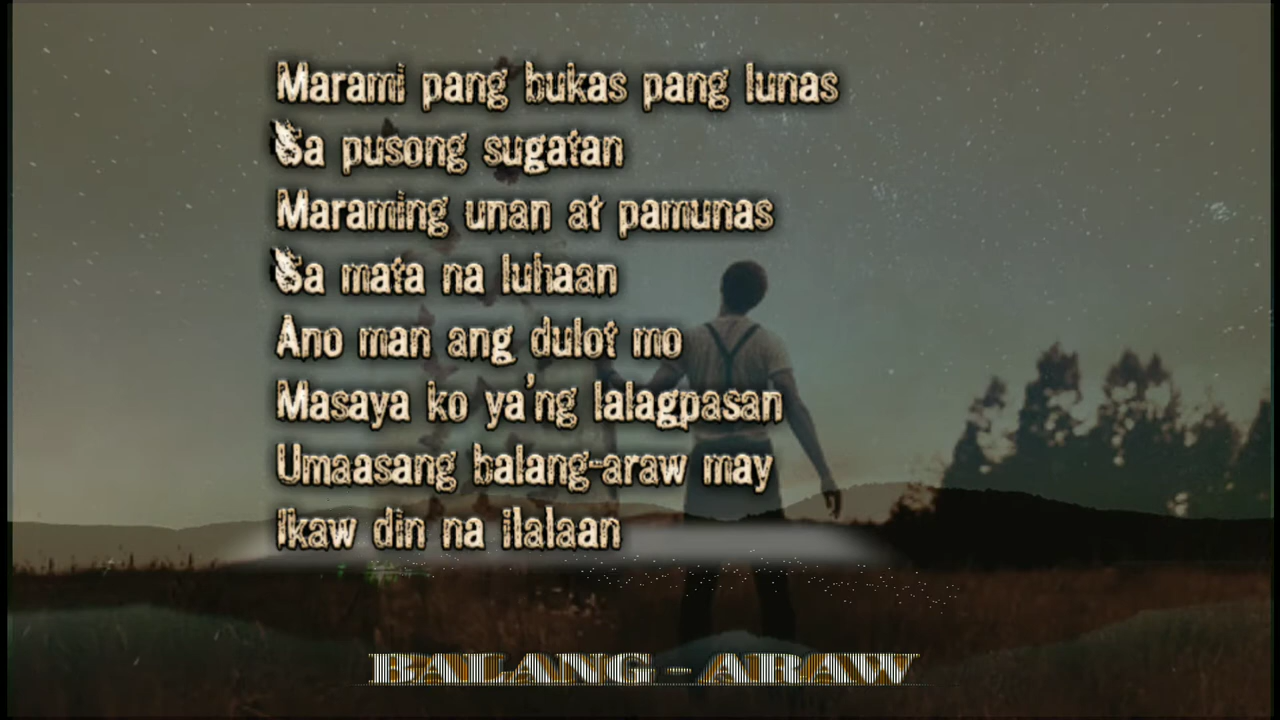 Marami pang bukas pang lunas
Sa pusong sugatan
Maraming unan at pamunas
Sa mata na luhaan
Ano man ang dulot mo
Masaya ko ya'ng lalagpasan
Umaasang balang-araw may
Ikaw din na ilalaan
BALANG-ARAW